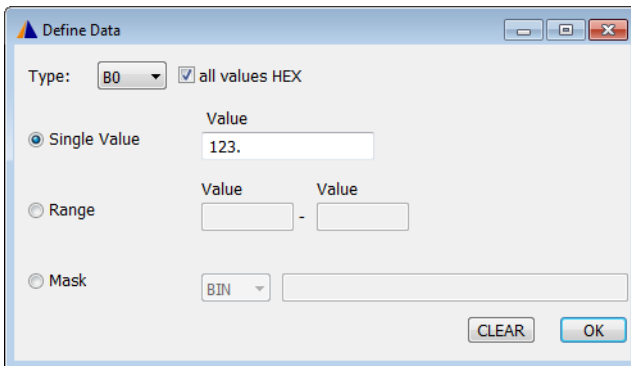 Define Data
Type: B0 all values HEX
Value
Single Value 123.
Value Value
Range -
Mask BIN
CLEAR OK